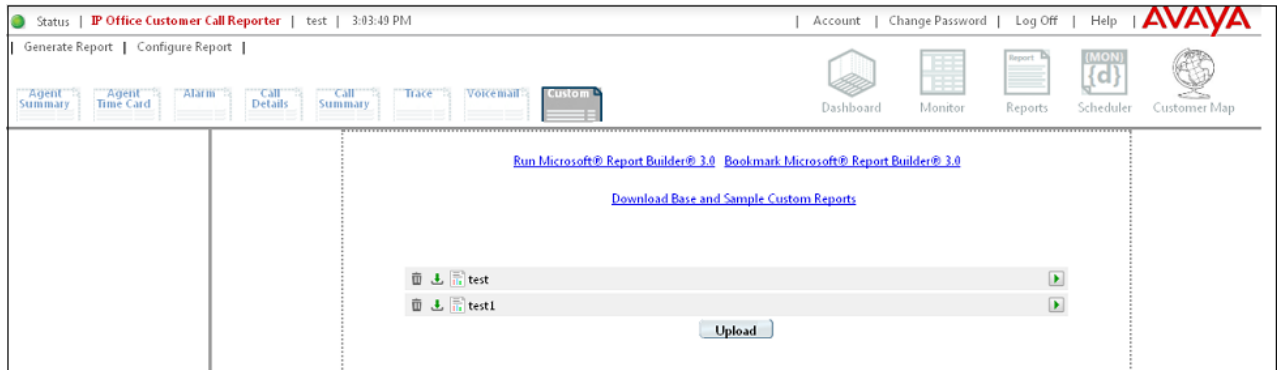 Status | IP Office Customer Call Reporter | test | 3:03:49 PM | Account | Change Password | Log Off | Help | AVAYA
| Generate Report | Configure Report |
Agent Summary
Agent Time Card
Alarm
Call Details
Call Summary
Trace
Voicemail
Custom
Dashboard
Monitor
Report
Reports
(MON)
{d}
Scheduler
Customer Map
Run Microsoft® Report Builder® 3.0 Bookmark Microsoft® Report Builder® 3.0
Download Base and Sample Custom Reports
test
test1
Upload